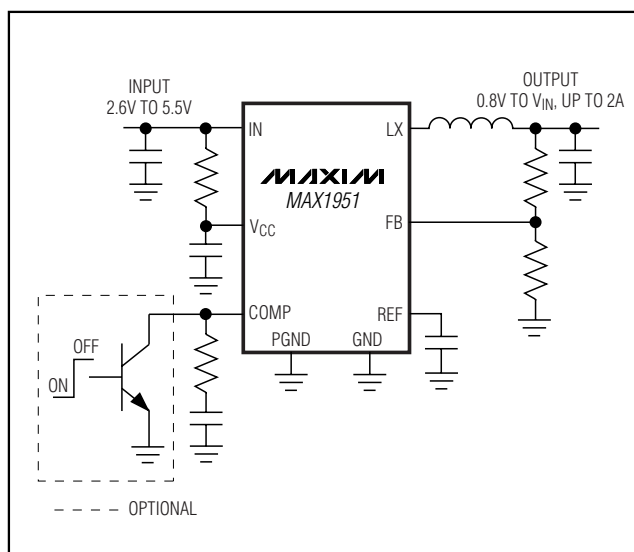 INPUT
2.6V TO 5.5V
OUTPUT
0.8V TO VIN, UP TO 2A
IN
LX
MAXIM
MAX1951
VCC
FB
COMP
REF
PGND
GND
OFF
ON
OPTIONAL